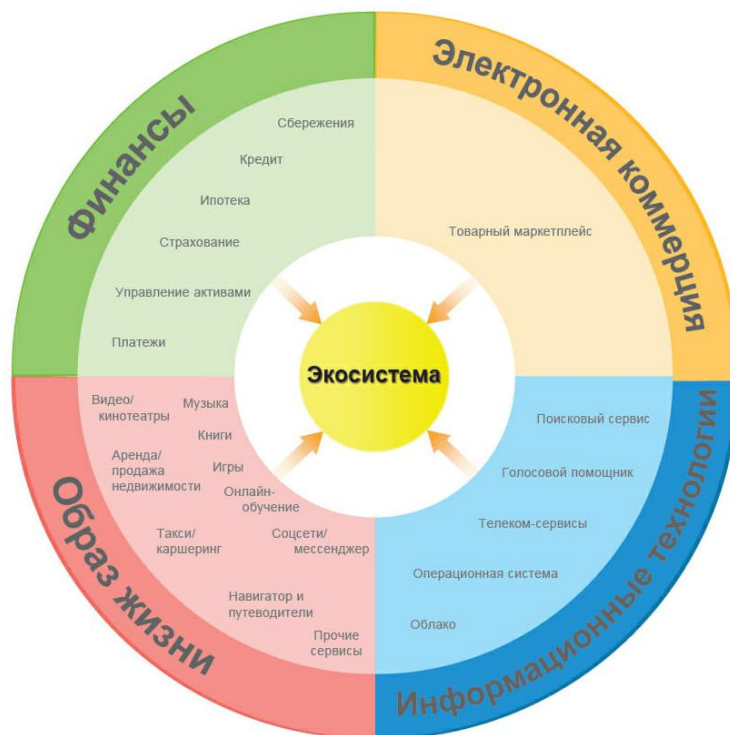 Финансы
Сбережения
Кредит
Ипотека
Страхование
Управление активами
Платежи
Электронная коммерция
Товарный маркетплейс
Экосистема
Образ жизни
Видео/
кинотеатры
Музыка
Книги
Аренда/
продажа
недвижимости
Игры
Онлайн-
обучение
Такси/
каршеринг
Соцсети/
мессенджер
Навигатор и
путеводители
Прочие
сервисы
Информационные технологии
Поисковый сервис
Голосовой помощник
Телеком-сервисы
Операционная система
Облако